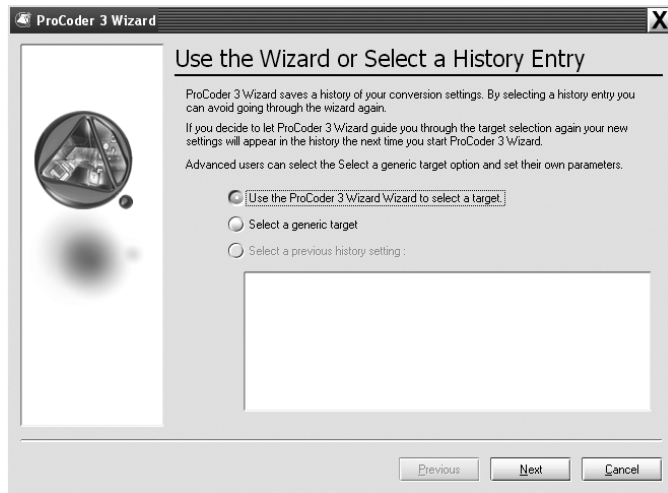 ProCoder 3 Wizard
X
Use the Wizard or Select a History Entry
ProCoder 3 Wizard saves a history of your conversion settings. By selecting a history entry you
can avoid going through the wizard again.
If you decide to let ProCoder 3 Wizard guide you through the target selection again your new
settings will appear in the history the next time you start ProCoder 3 Wizard.
Advanced users can select the Select a generic target option and set their own parameters.
Use the ProCoder 3 Wizard Wizard to select a target.
Select a generic target
Select a previous history setting :
Previous Next Cancel